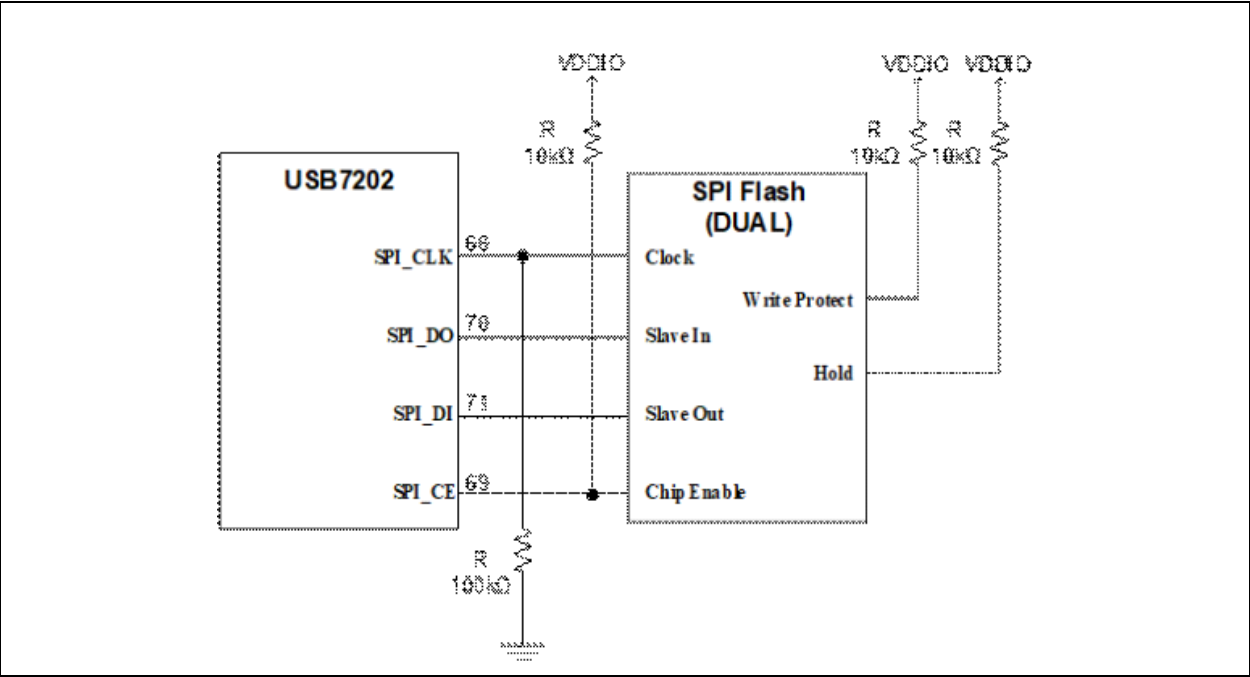 VDDIO
VDDIO VDDIO
R
10kΩ
R
10kΩ
R
10kΩ
USB7202
SPI Flash
(DUAL)
SPI_CLK
68
Clock
Write Protect
SPI_DO
70
Slave In
Hold
SPI_DI
71
Slave Out
SPI_CE
69
Chip Enable
R
100kΩ